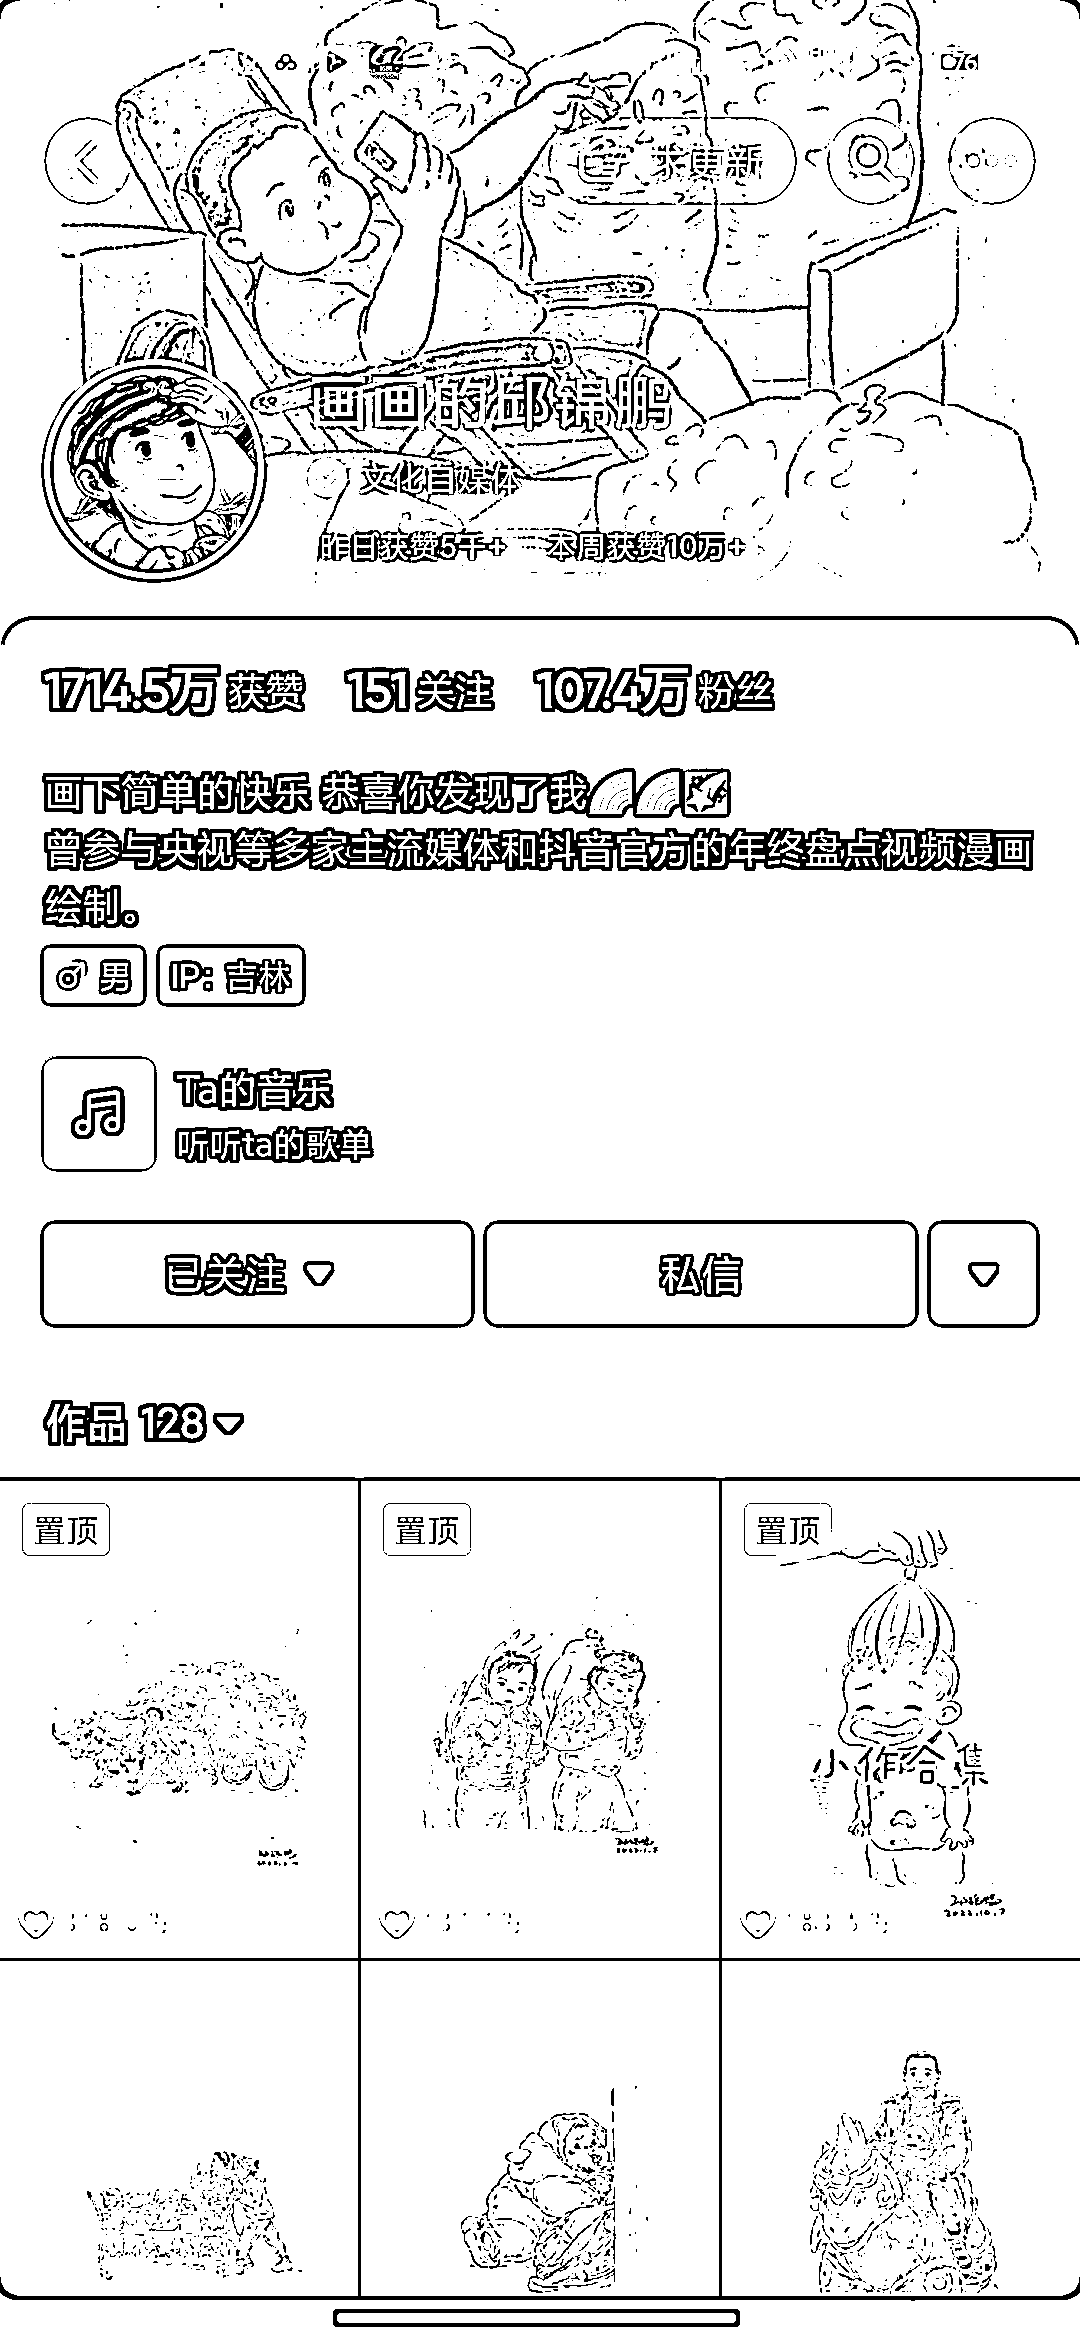 76
求更新
画画的邱锦鹏
文化自媒体
昨日获赞5千+ 本周获赞10万+
1714.5万 获赞 151 关注 107.4万 粉丝
画下简单的快乐 恭喜你发现了我
曾参与央视等多家主流媒体和抖音官方的年终盘点视频漫画
绘制。
男 IP: 吉林
Ta的音乐
听听ta的歌单
已关注 私信
作品 128
置顶 置顶 置顶
小作合集
2022.10.7